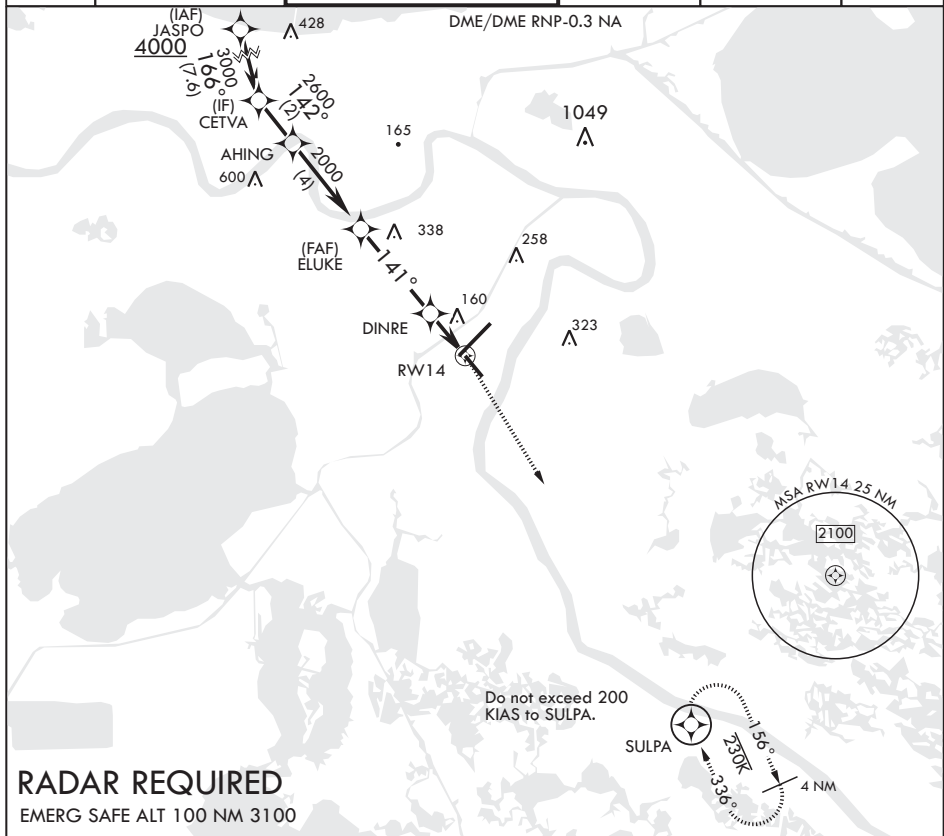 DME/DME RNP-0.3 NA
(IAF)
JASPO
4000
428
3000
166°
(7.6)
(IF)
CETVA
2600
142°
(2)
AHING
600
2000
(4)
165
1049
(FAF)
ELUKE
338
141°
258
DINRE
160
323
RW14
MSA RW14 25 NM
2100
Do not exceed 200
KIAS to SULPA.
SULPA
156°
230K
336°
4 NM
RADAR REQUIRED
EMERG SAFE ALT 100 NM 3100